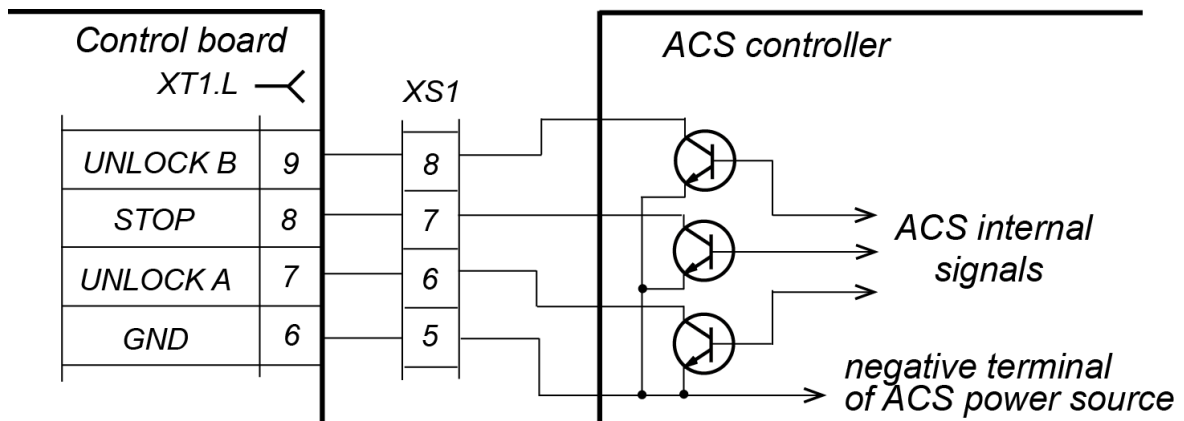 Control board
XT1.L
XS1
ACS controller
UNLOCK B 9 8
STOP 8 7
UNLOCK A 7 6
GND 6 5
ACS internal
signals
negative terminal
of ACS power source